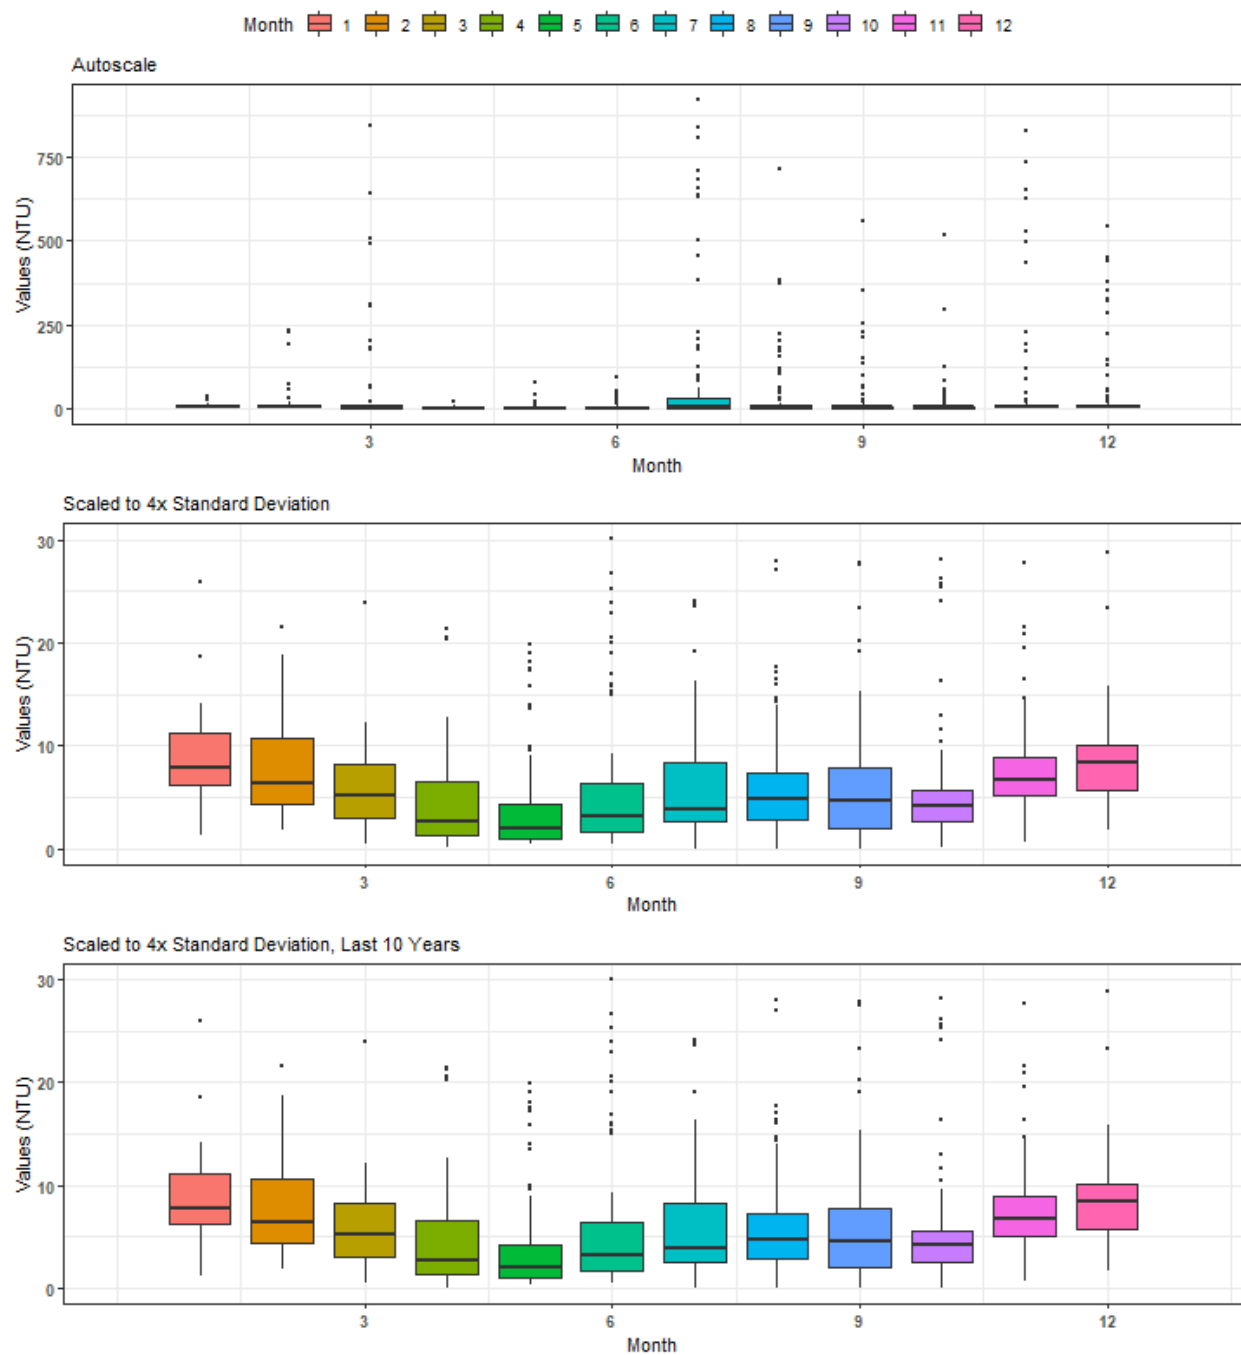 Month 1 2 3 4 5 6 7 8 9 10 11 12
Autoscale
Values (NTU)
750
500
250
0
3 6 9 12
Month
Scaled to 4x Standard Deviation
Values (NTU)
30
20
10
0
3 6 9 12
Month
Scaled to 4x Standard Deviation, Last 10 Years
Values (NTU)
30
20
10
0
3 6 9 12
Month